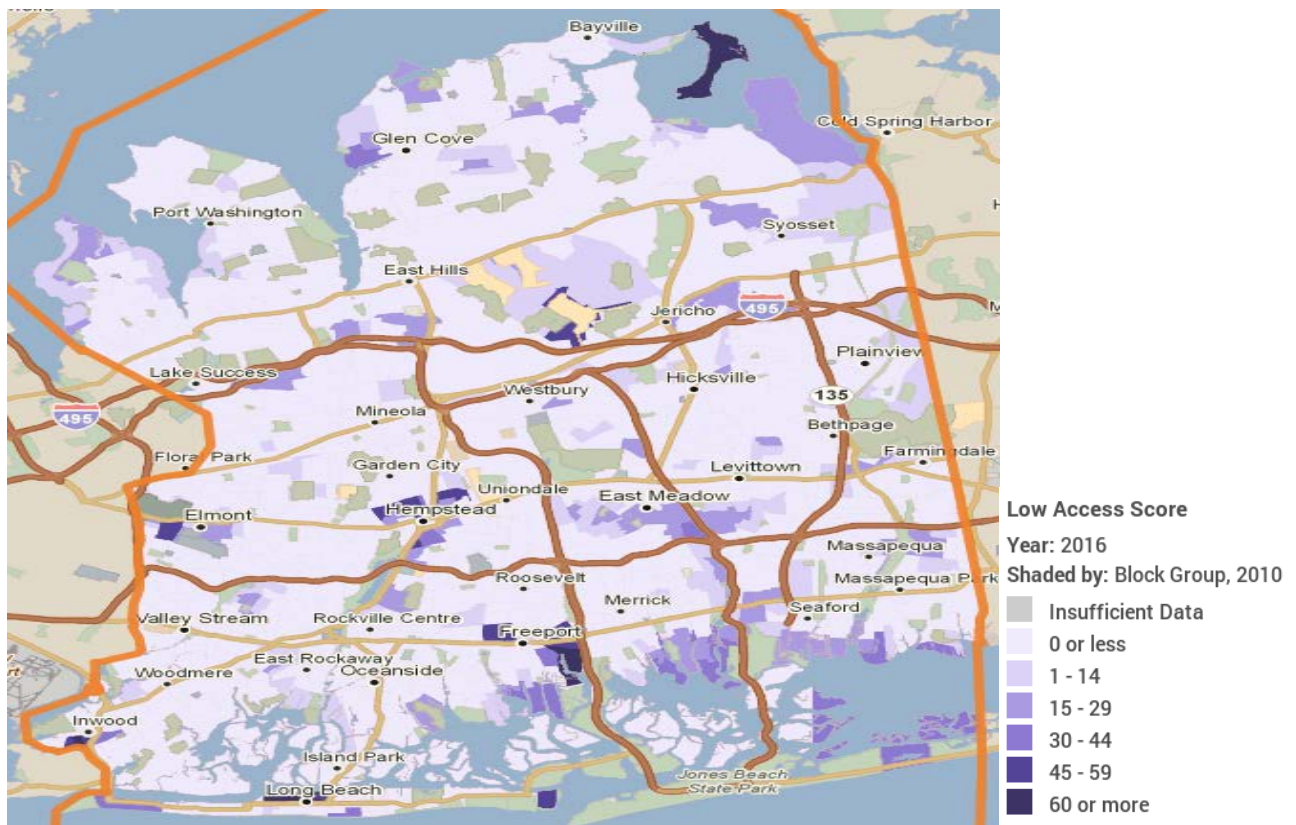 Bayville
Cold Spring Harbor
Glen Cove
Port Washington
Syosset
East Hills
Jericho
495
Plainview
Lake Success
Hicksville
Westbury
135
495
Mineola
Bethpage
Floral Park
Garden City
Farmingdale
Levittown
Uniondale
East Meadow
Hempstead
Elmont
Massapequa
Roosevelt
Massapequa Park
Merrick
Seaford
Valley Stream
Rockville Centre
Freeport
East Rockaway
Woodmere
Oceanside
Inwood
Island Park
Jones Beach
State Park
Long Beach
Low Access Score
Year: 2016
Shaded by: Block Group, 2010
Insufficient Data
0 or less
1 - 14
15 - 29
30 - 44
45 - 59
60 or more